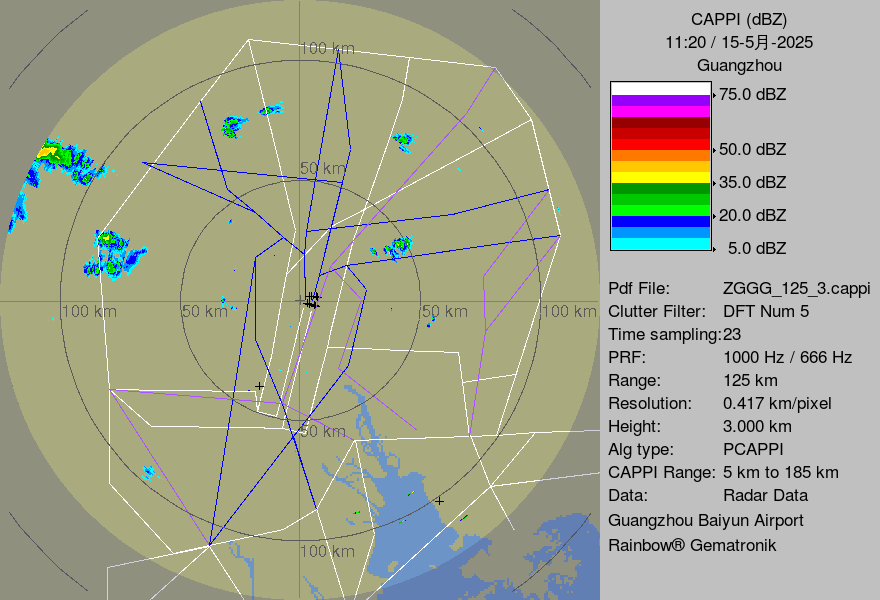 100 km
50 km
100 km
50 km
50 km
100 km
50 km
100 km
CAPPI (dBZ)
11:20 / 15-5月-2025
Guangzhou
75.0 dBZ
50.0 dBZ
35.0 dBZ
20.0 dBZ
5.0 dBZ
Pdf File: ZGGG_125_3.cappi
Clutter Filter: DFT Num 5
Time sampling:23
PRF: 1000 Hz / 666 Hz
Range: 125 km
Resolution: 0.417 km/pixel
Height: 3.000 km
Alg type: PCAPPI
CAPPI Range: 5 km to 185 km
Data: Radar Data
Guangzhou Baiyun Airport
Rainbow® Gematronik